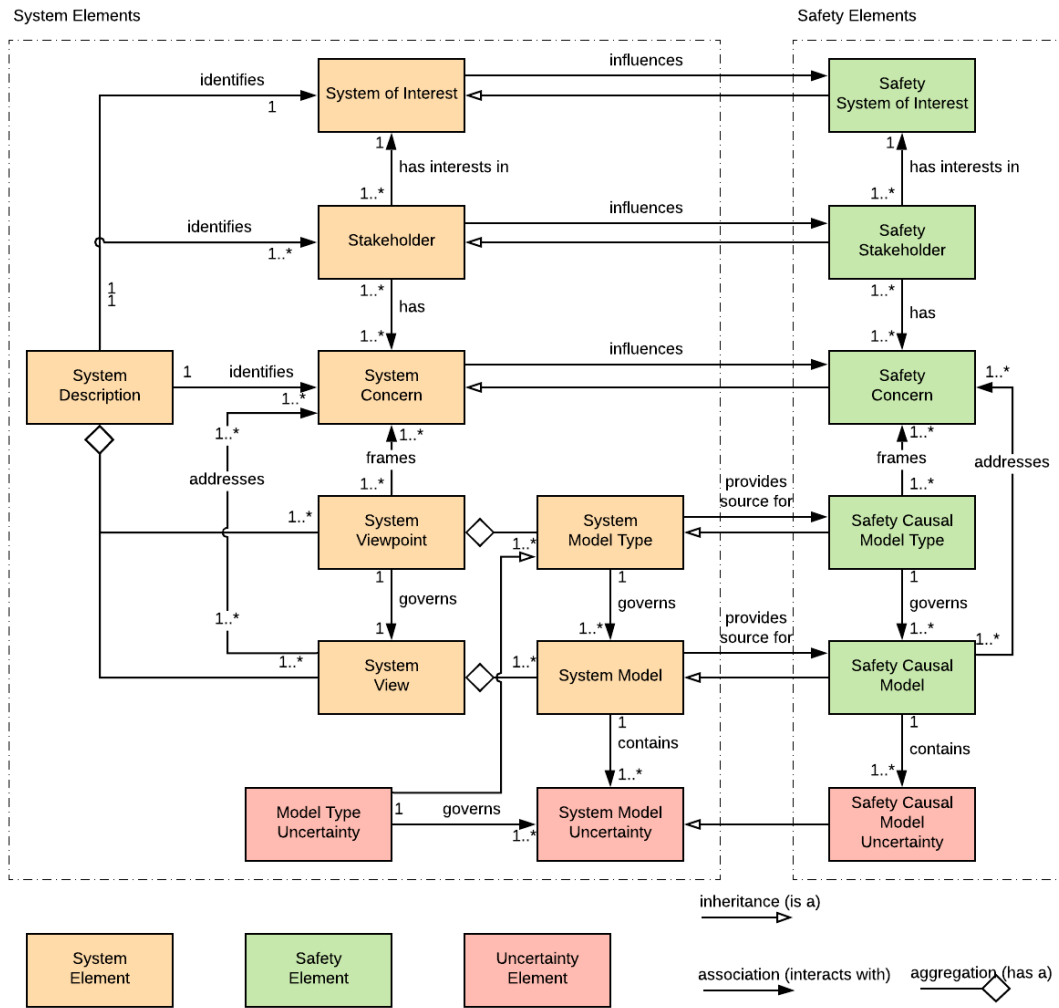 System Elements
Safety Elements
identifies
1
System of Interest
influences
Safety
System of Interest
1
has interests in
1..*
1
has interests in
1..*
identifies
1..*
Stakeholder
influences
Safety
Stakeholder
1
1
1..*
has
1..*
1..*
has
1..*
System
Description
1
identifies
1..*
System
Concern
influences
Safety
Concern
1..*
1..*
addresses
1..*
1..*
frames
1..*
1..*
frames
1..*
addresses
1..*
System
Viewpoint
1..*
System
Model Type
provides
source for
Safety Causal
Model Type
1
governs
1
1
governs
1..*
1
governs
1..*
1..*
System
View
1..*
System Model
provides
source for
Safety Causal
Model
1..*
1
contains
1..*
1
contains
1..*
Model Type
Uncertainty
1
governs
1..*
System Model
Uncertainty
Safety Causal
Model
Uncertainty
inheritance (is a)
System
Element
Safety
Element
Uncertainty
Element
association (interacts with)
aggregation (has a)